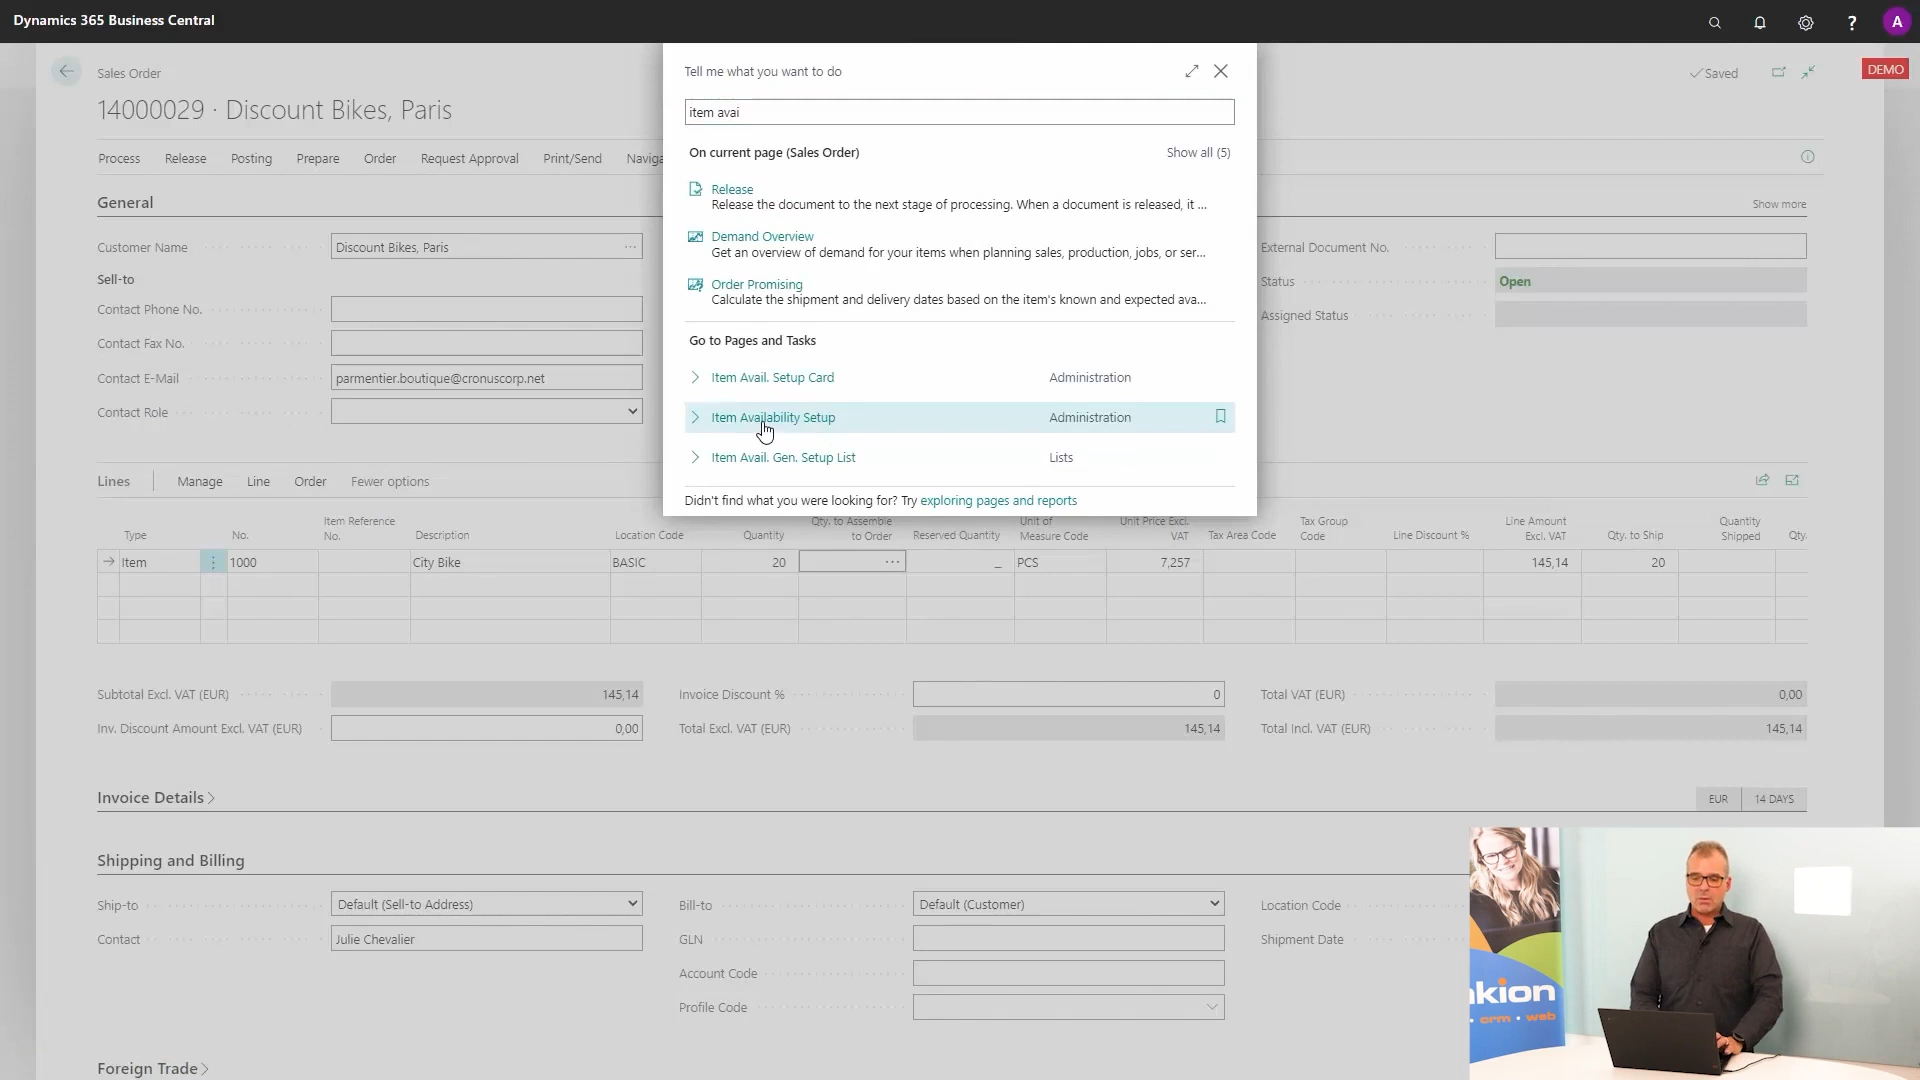 Dynamics 365 Business Central
A
Sales Order
14000029 · Discount Bikes, Paris
Saved
DEMO
Process
Release
Posting
Prepare
Order
Request Approval
Print/Send
Tell me what you want to do
item avai
On current page (Sales Order)
Show all (5)
Release
Release the document to the next stage of processing. When a document is released, it ...
Demand Overview
Get an overview of demand for your items when planning sales, production, jobs, or ser...
Order Promising
Calculate the shipment and delivery dates based on the item's known and expected ava...
Go to Pages and Tasks
Item Avail. Setup Card
Administration
Item Availability Setup
Administration
Item Avail. Gen. Setup List
Lists
Didn't find what you were looking for? Try exploring pages and reports
General
Show more
Customer Name
Discount Bikes, Paris
Sell-to
Contact Phone No.
Contact Fax No.
Contact E-Mail
parmentier.boutique@cronuscorp.net
Contact Role
External Document No.
Status
Open
Assigned Status
Lines
Manage
Line
Order
Fewer options
Type
No.
Item Reference No.
Description
Location Code
Quantity
Qty. to Assemble to Order
Reserved Quantity
Unit of Measure Code
Unit Price Excl. VAT
Tax Area Code
Tax Group Code
Line Discount %
Line Amount Excl. VAT
Qty. to Ship
Quantity Shipped
Qty.
Item
1000
City Bike
BASIC
20
_
PCS
7,257
145,14
20
Subtotal Excl. VAT (EUR)
145,14
Invoice Discount %
0
Total VAT (EUR)
0,00
Inv. Discount Amount Excl. VAT (EUR)
0,00
Total Excl. VAT (EUR)
145,14
Total Incl. VAT (EUR)
145,14
Invoice Details
EUR
14 DAYS
Shipping and Billing
Ship-to
Default (Sell-to Address)
Bill-to
Default (Customer)
Location Code
Contact
Julie Chevalier
GLN
Shipment Date
Account Code
Profile Code
Foreign Trade
kion
crm • web